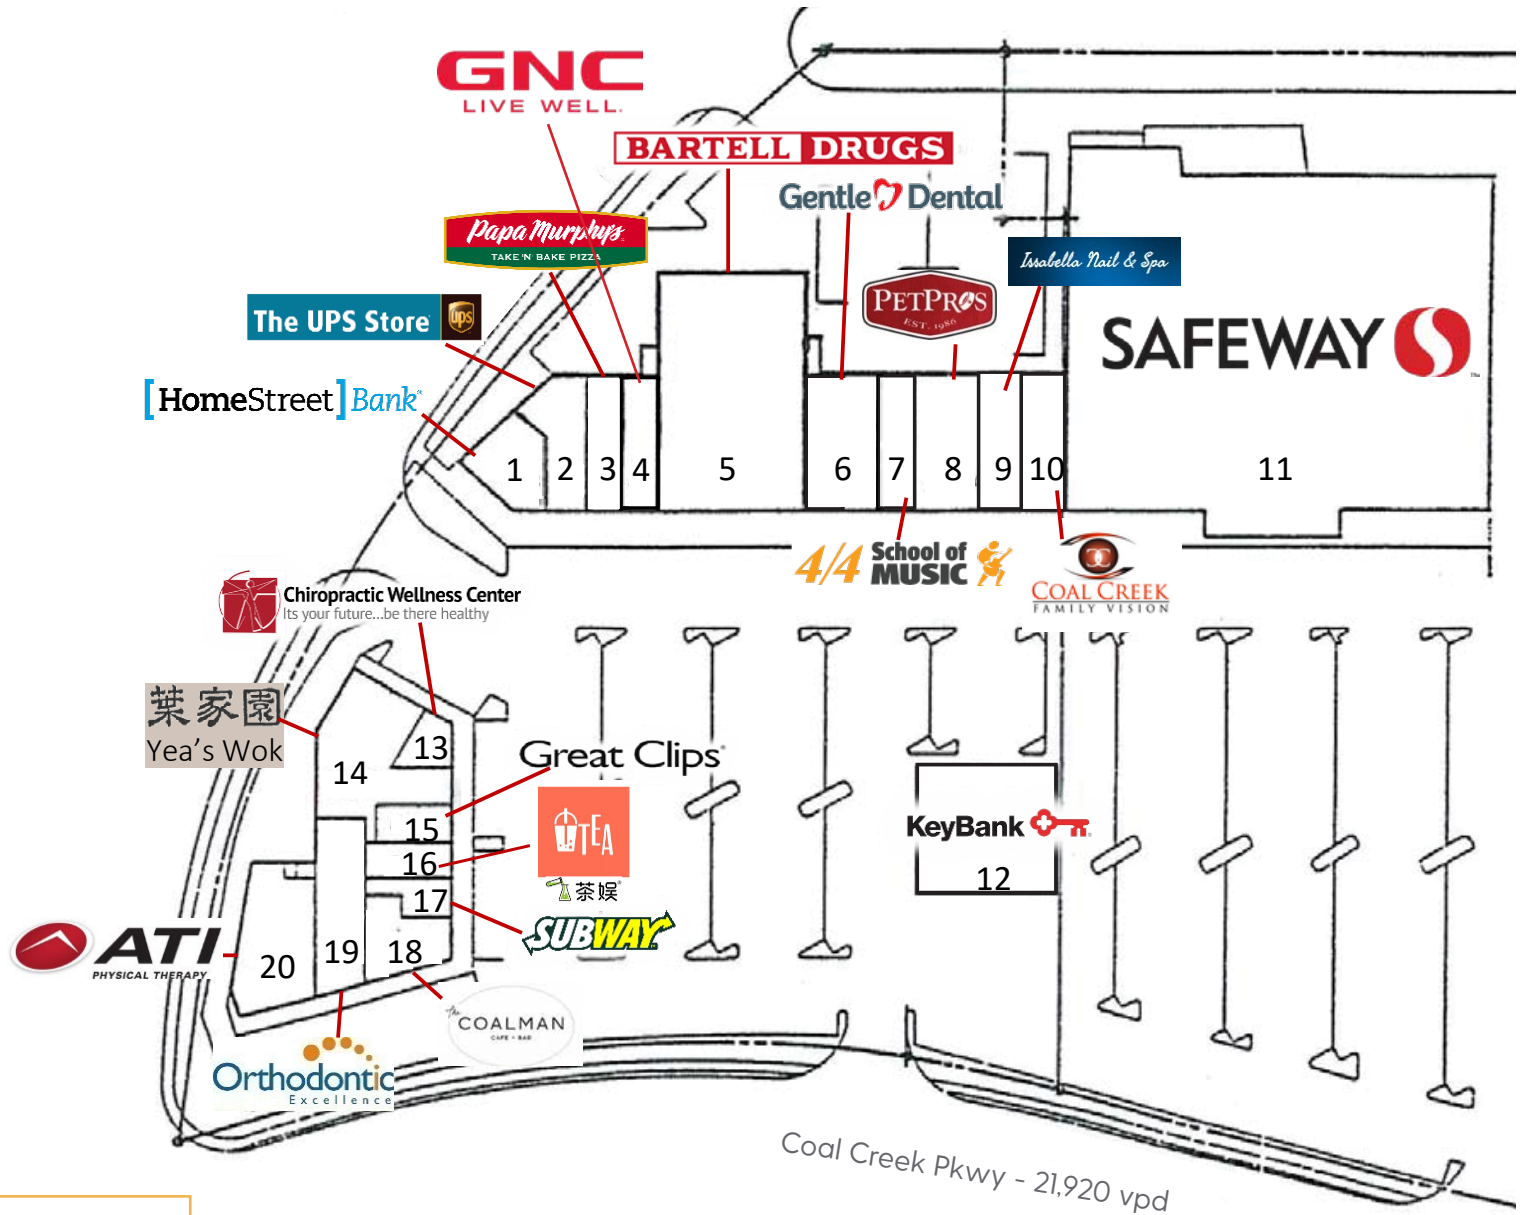 GNC
LIVE WELL.
BARTELL DRUGS
Gentle Dental
Papa Murphy's
TAKE 'N' BAKE PIZZA
Issabella Nail & Spa
PETPROS
EST. 1986
The UPS Store
ups
SAFEWAY
[HomeStreet] Bank
1
2
3
4
5
6
7
8
9
10
11
4/4 School of
MUSIC
COAL CREEK
FAMILY VISION
Chiropractic Wellness Center
Its your future...be there healthy
葉家園
Yea's Wok
13
14
Great Clips
15
TEA
茶娱
16
17
SUBWAY
KeyBank
12
ATI
PHYSICAL THERAPY
20
19
18
The
COALMAN
CAFE • BAR
Orthodontic
Excellence
Coal Creek Pkwy - 21,920 vpd